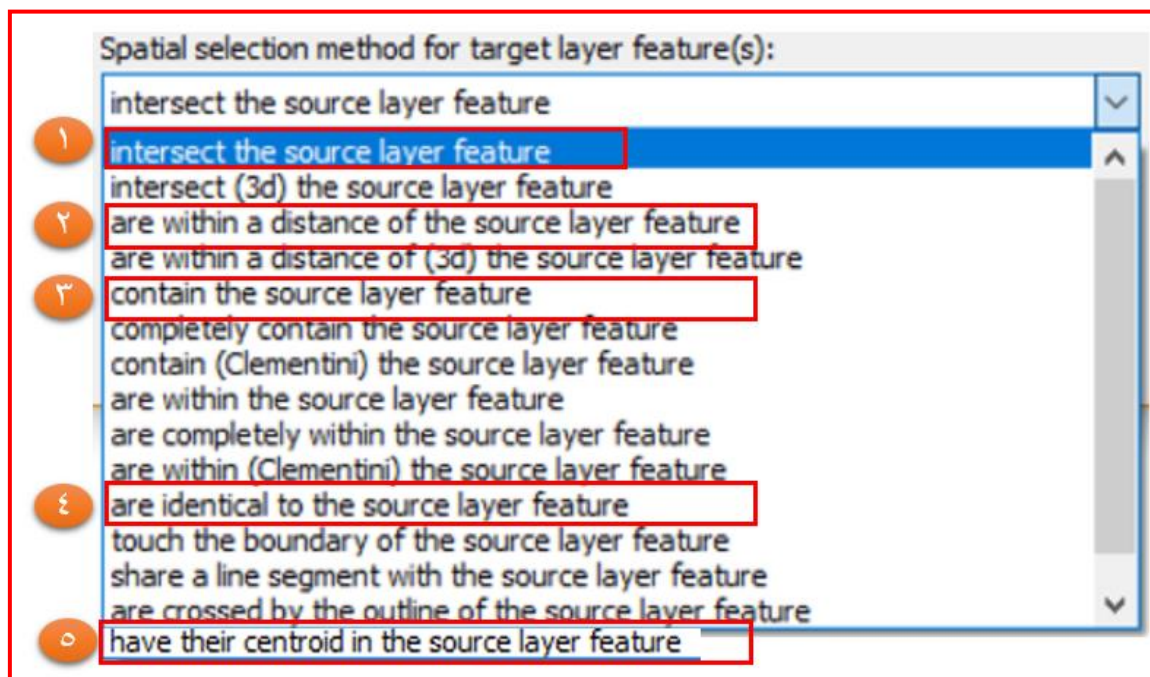 Spatial selection method for target layer feature(s):
intersect the source layer feature
١ intersect the source layer feature
intersect (3d) the source layer feature
٢ are within a distance of the source layer feature
are within a distance of (3d) the source layer feature
٣ contain the source layer feature
completely contain the source layer feature
contain (Clementini) the source layer feature
are within the source layer feature
are completely within the source layer feature
are within (Clementini) the source layer feature
٤ are identical to the source layer feature
touch the boundary of the source layer feature
share a line segment with the source layer feature
are crossed by the outline of the source layer feature
٥ have their centroid in the source layer feature